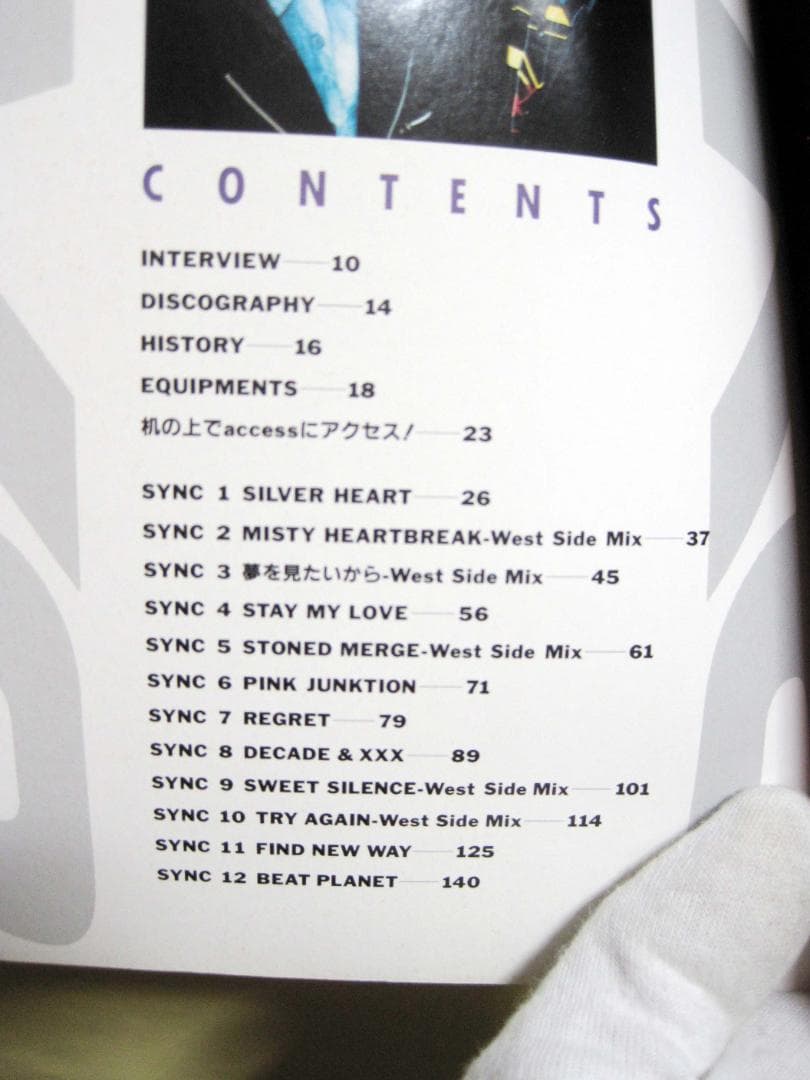 CONTENTS
INTERVIEW——10
DISCOGRAPHY——14
HISTORY——16
EQUIPMENTS——18
机の上でaccessにアクセス!——23
SYNC 1 SILVER HEART——26
SYNC 2 MISTY HEARTBREAK-West Side Mix——37
SYNC 3 夢を見たいから-West Side Mix——45
SYNC 4 STAY MY LOVE——56
SYNC 5 STONED MERGE-West Side Mix——61
SYNC 6 PINK JUNKTION——71
SYNC 7 REGRET——79
SYNC 8 DECADE & XXX——89
SYNC 9 SWEET SILENCE-West Side Mix——101
SYNC 10 TRY AGAIN-West Side Mix——114
SYNC 11 FIND NEW WAY——125
SYNC 12 BEAT PLANET——140